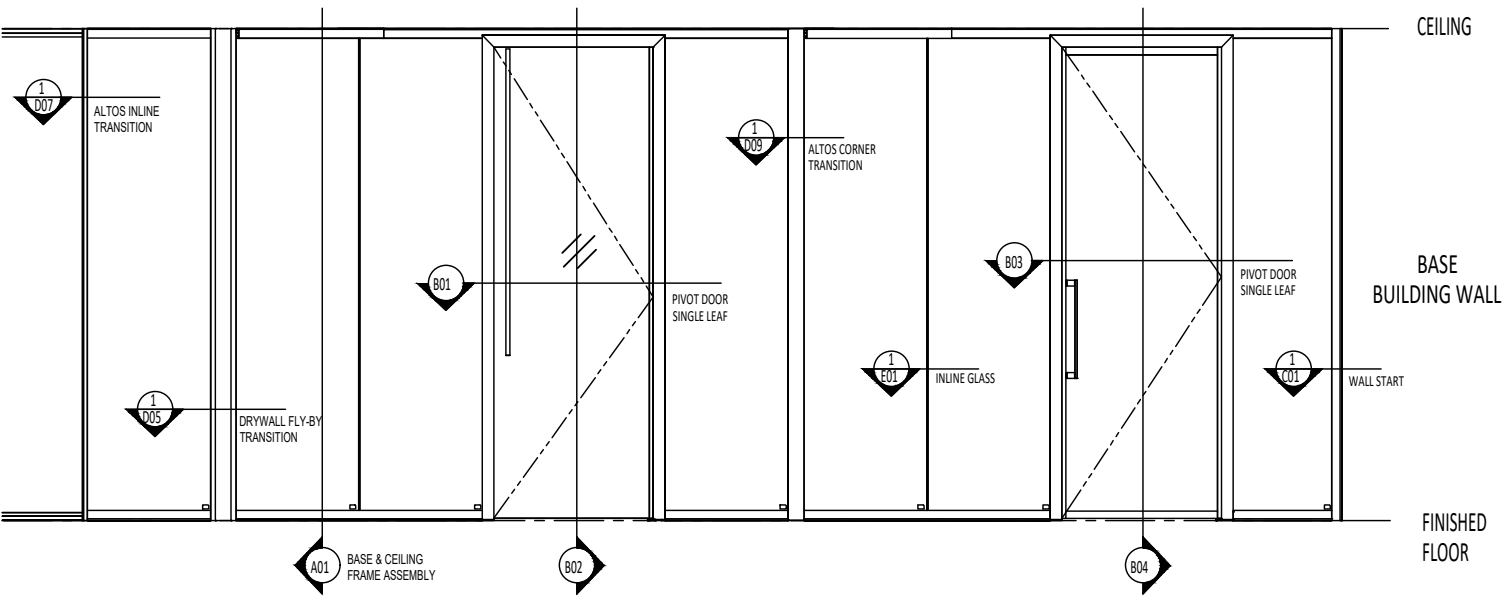 CEILING
1
D07
ALTOS INLINE
TRANSITION
1
D09
ALTOS CORNER
TRANSITION
B01
PIVOT DOOR
SINGLE LEAF
B03
PIVOT DOOR
SINGLE LEAF
BASE
BUILDING WALL
1
D05
DRYWALL FLY-BY
TRANSITION
1
E01
INLINE GLASS
1
C01
WALL START
FINISHED
FLOOR
A01
BASE & CEILING
FRAME ASSEMBLY
B02
B04